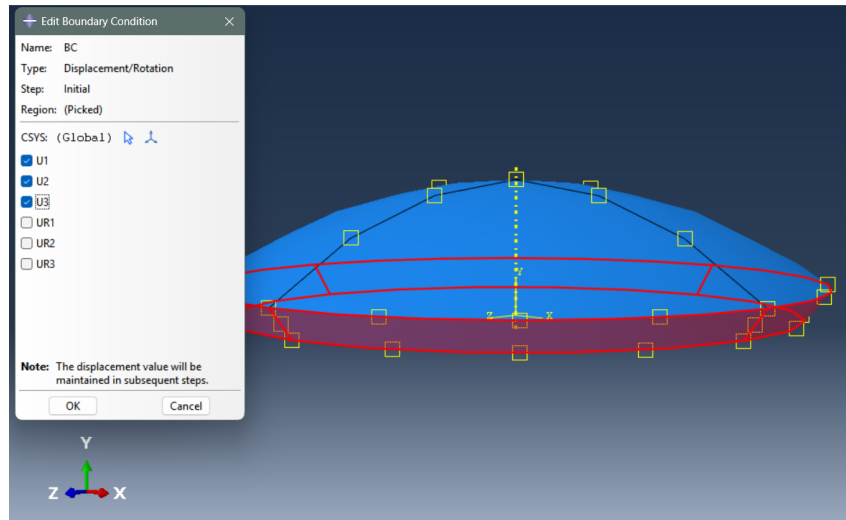 Edit Boundary Condition
Name: BC
Type: Displacement/Rotation
Step: Initial
Region: (Picked)
CSYS: (Global)
U1
U2
U3
UR1
UR2
UR3
Note: The displacement value will be
maintained in subsequent steps.
OK Cancel
Y
Z X
Y
Z X